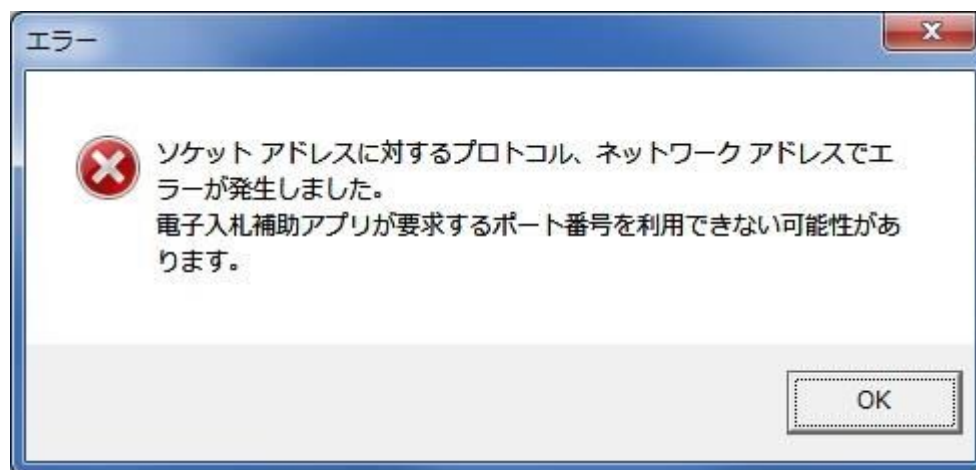 エラー
ソケット アドレスに対するプロトコル、ネットワーク アドレスでエ
ラーが発生しました。
電子入札補助アプリが要求するポート番号を利用できない可能性があ
ります。
OK